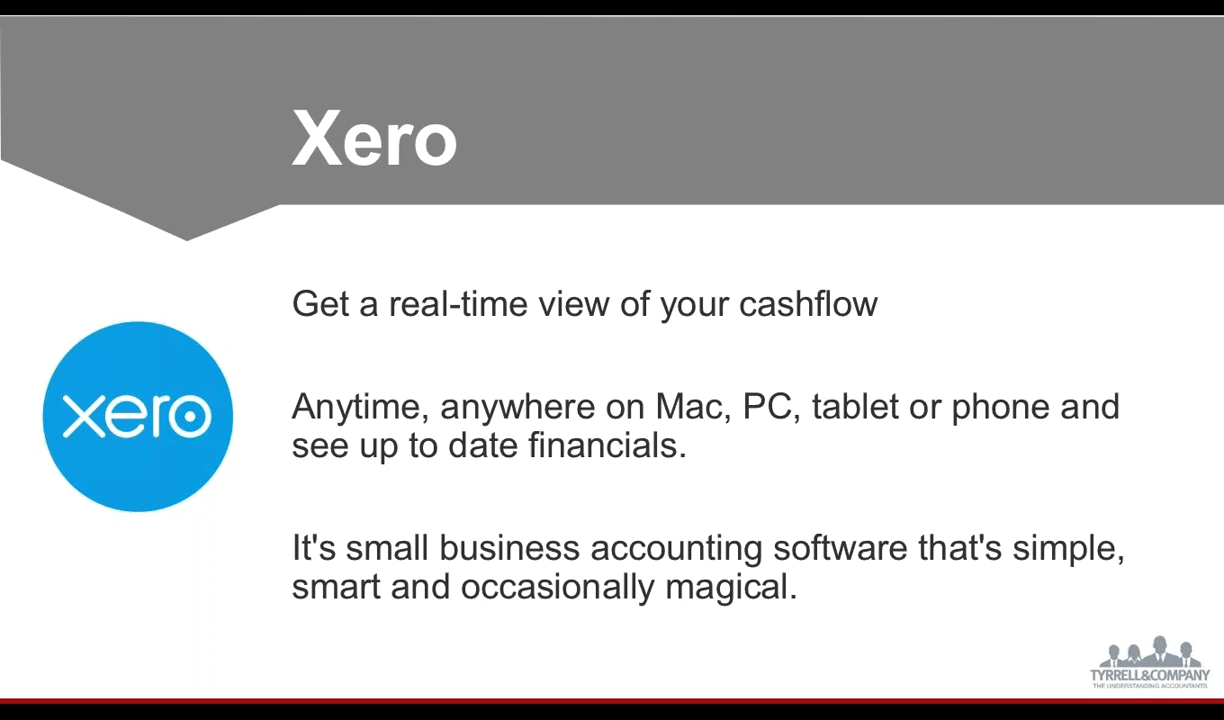 Xero
Get a real-time view of your cashflow
xero
Anytime, anywhere on Mac, PC, tablet or phone and
see up to date financials.
It's small business accounting software that's simple,
smart and occasionally magical.
TYRRELL&COMPANY
THE UNDERSTANDING ACCOUNTANTS